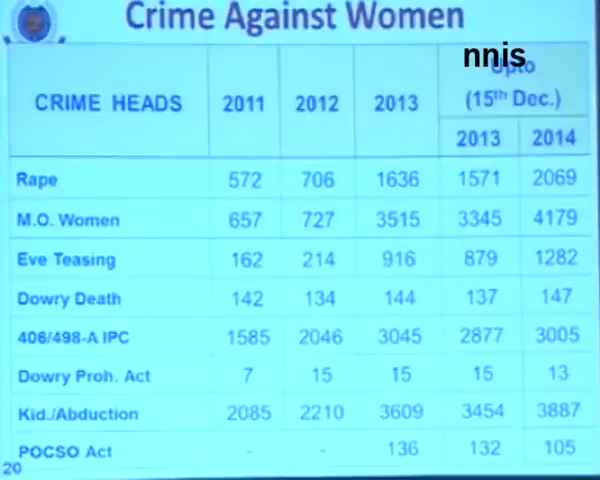 Crime Against Women
nnis
CRIME HEADS 2011 2012 2013 Upto (15th Dec.)
2013 2014
Rape 572 706 1636 1571 2069
M.O. Women 657 727 3515 3345 4179
Eve Teasing 162 214 916 879 1282
Dowry Death 142 134 144 137 147
406/498-A IPC 1585 2046 3045 2877 3005
Dowry Proh. Act 7 15 15 15 13
Kid./Abduction 2085 2210 3609 3454 3887
POCSO Act - - 136 132 105
20